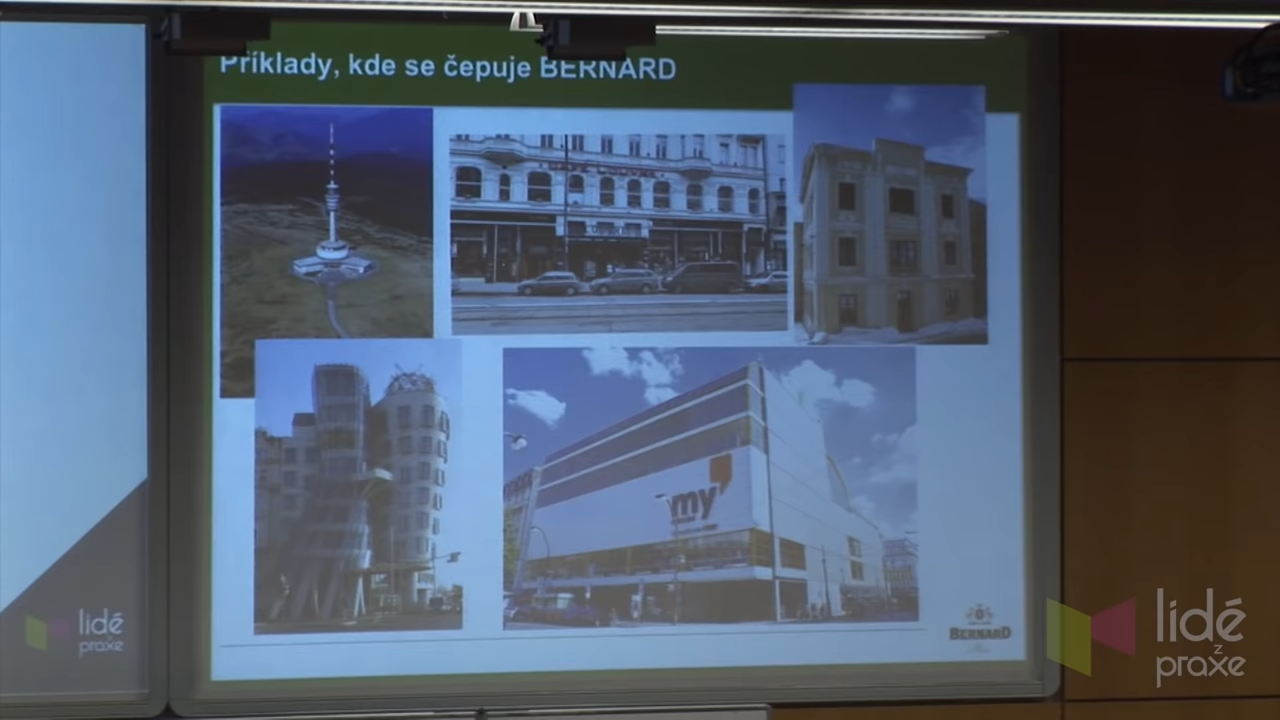 Příklady, kde se čepuje BERNARD
my
BERNARD
lidé
z
praxe
lidé
z
praxe